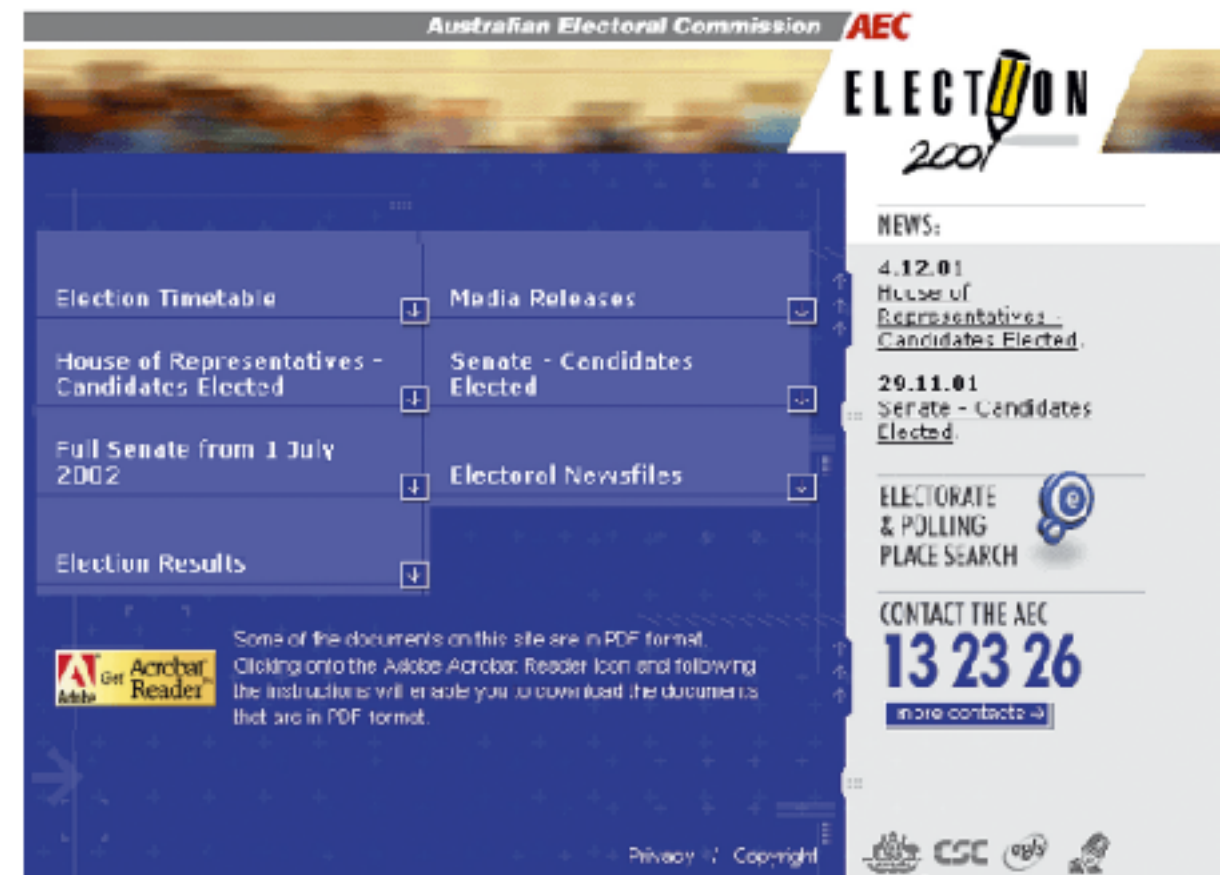 Australian Electoral Commission AEC
ELECTION
2001
Election Timetable
House of Representatives -
Candidates Elected
Full Senate from 1 July
2002
Election Results
Media Releases
Senate - Candidates
Elected
Electoral Newsfiles
Adobe
Get Acrobat
Reader
Some of the documents on this site are in PDF format.
Clicking onto the Adobe Acrobat Reader icon and following
the instructions will enable you to download the documents
that are in PDF format.
Privacy / Copyright
NEWS:
4.12.01
House of
Representatives -
Candidates Elected.
29.11.01
Senate - Candidates
Elected.
ELECTORATE
& POLLING
PLACE SEARCH
CONTACT THE AEC
13 23 26
more contacts
CSC